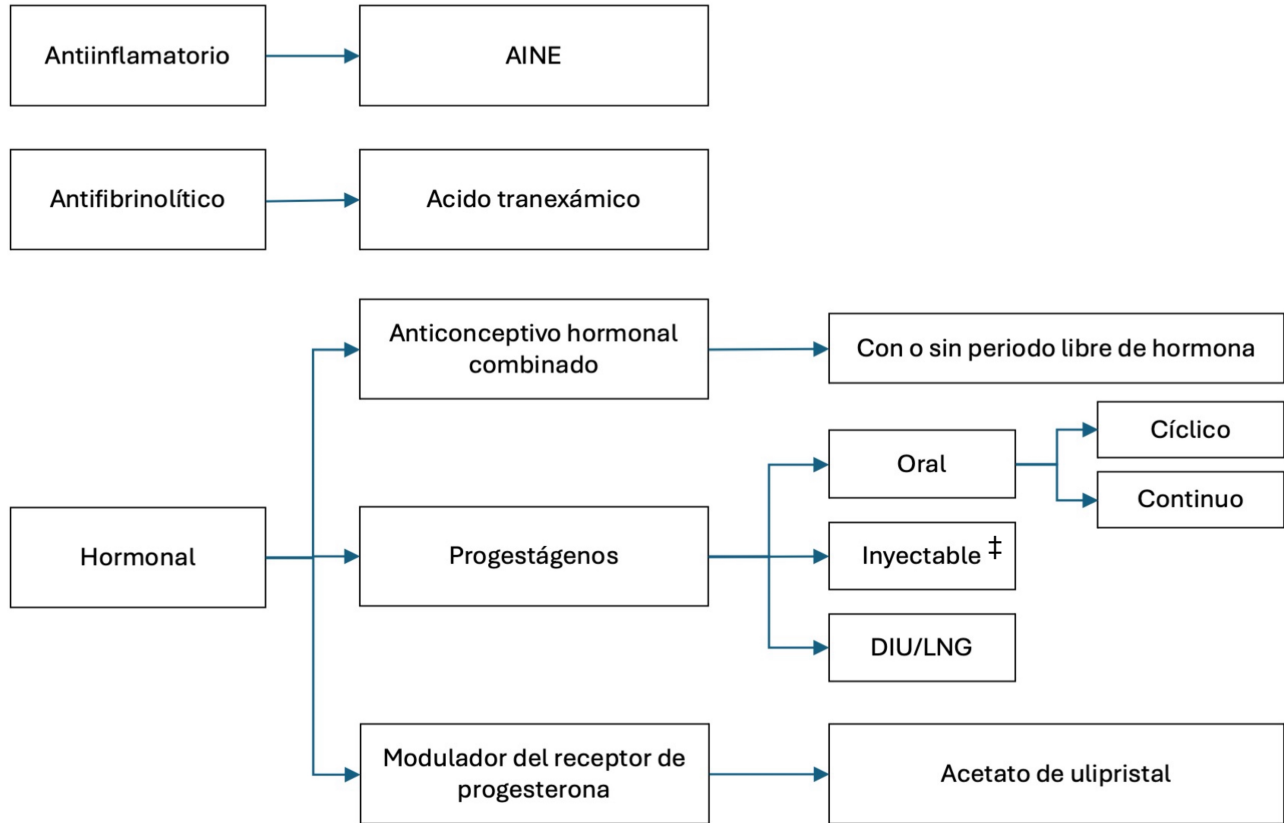 Antiinflamatorio
AINE
Antifibrinolítico
Acido tranexámico
Anticonceptivo hormonal
combinado
Con o sin periodo libre de hormona
Hormonal
Progestágenos
Oral
Cíclico
Continuo
Inyectable ‡
DIU/LNG
Modulador del receptor de
progesterona
Acetato de ulipristal